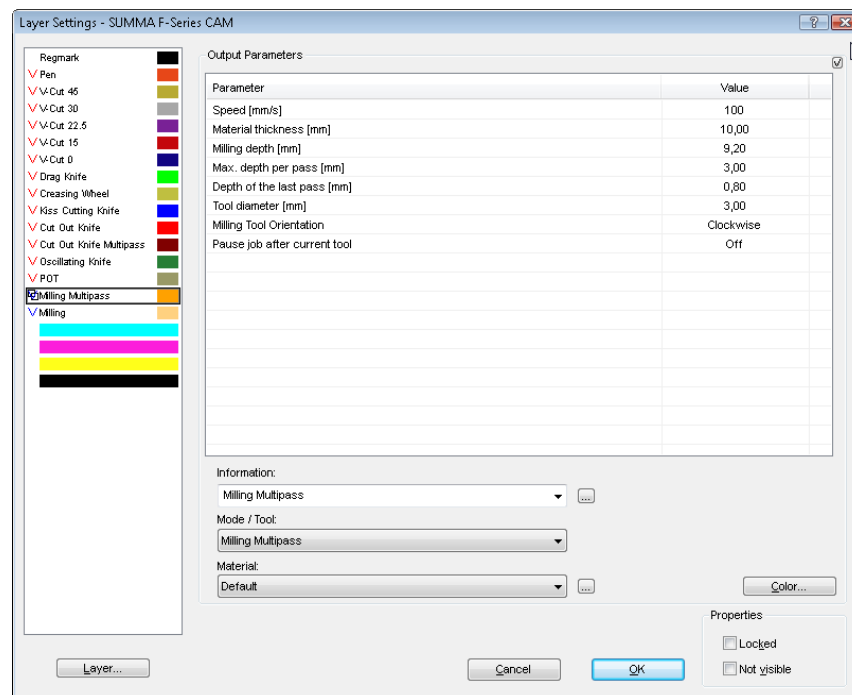 Layer Settings - SUMMA F-Series CAM
Regmark
Pen
V-Cut 45
V-Cut 30
V-Cut 22.5
V-Cut 15
V-Cut 0
Drag Knife
Creasing Wheel
Kiss Cutting Knife
Cut Out Knife
Cut Out Knife Multipass
Oscillating Knife
POT
Milling Multipass
Milling
Layer...
Output Parameters
Parameter Value
Speed [mm/s] 100
Material thickness [mm] 10,00
Milling depth [mm] 9,20
Max. depth per pass [mm] 3,00
Depth of the last pass [mm] 0,80
Tool diameter [mm] 3,00
Milling Tool Orientation Clockwise
Pause job after current tool Off
Information:
Milling Multipass ...
Mode / Tool:
Milling Multipass
Material:
Default ...
Color...
Properties
Locked
Not visible
Cancel
OK